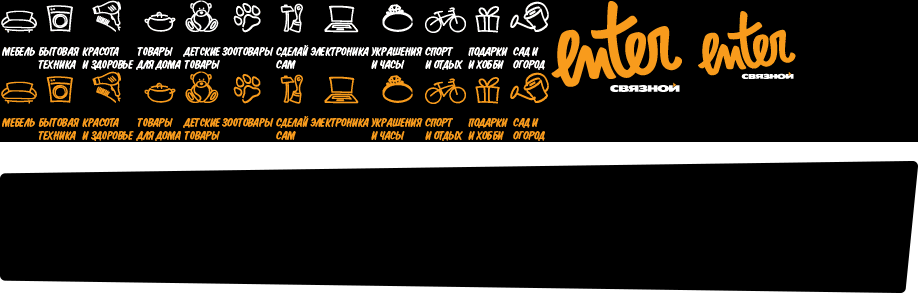 МЕБЕЛЬ БЫТОВАЯ КРАСОТА ТОВАРЫ ДЕТСКИЕ ЗООТОВАРЫ СДЕЛАЙ ЭЛЕКТРОНИКА УКРАШЕНИЯ СПОРТ ПОДАРКИ САД И
ТЕХНИКА И ЗДОРОВЬЕ ДЛЯ ДОМА ТОВАРЫ САМ И ЧАСЫ И ОТДЫХ И ХОББИ ОГОРОД
enter enter
СВЯЗНОЙ СВЯЗНОЙ
МЕБЕЛЬ БЫТОВАЯ КРАСОТА ТОВАРЫ ДЕТСКИЕ ЗООТОВАРЫ СДЕЛАЙ ЭЛЕКТРОНИКА УКРАШЕНИЯ СПОРТ ПОДАРКИ САД И
ТЕХНИКА И ЗДОРОВЬЕ ДЛЯ ДОМА ТОВАРЫ САМ И ЧАСЫ И ОТДЫХ И ХОББИ ОГОРОД